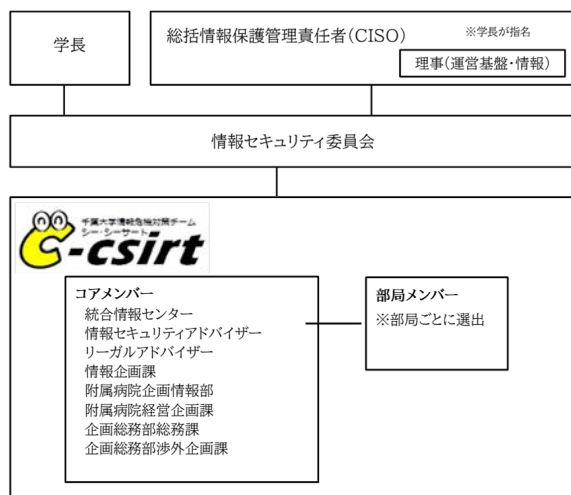 学長
総括情報保護管理責任者(CISO)
※学長が指名
理事(運営基盤・情報)
情報セキュリティ委員会
千葉大学情報危機対策チーム
シー・シーサート
C-csirt
コアメンバー
統合情報センター
情報セキュリティアドバイザー
リーガルアドバイザー
情報企画課
附属病院企画情報部
附属病院経営企画課
企画総務部総務課
企画総務部渉外企画課
部局メンバー
※部局ごとに選出